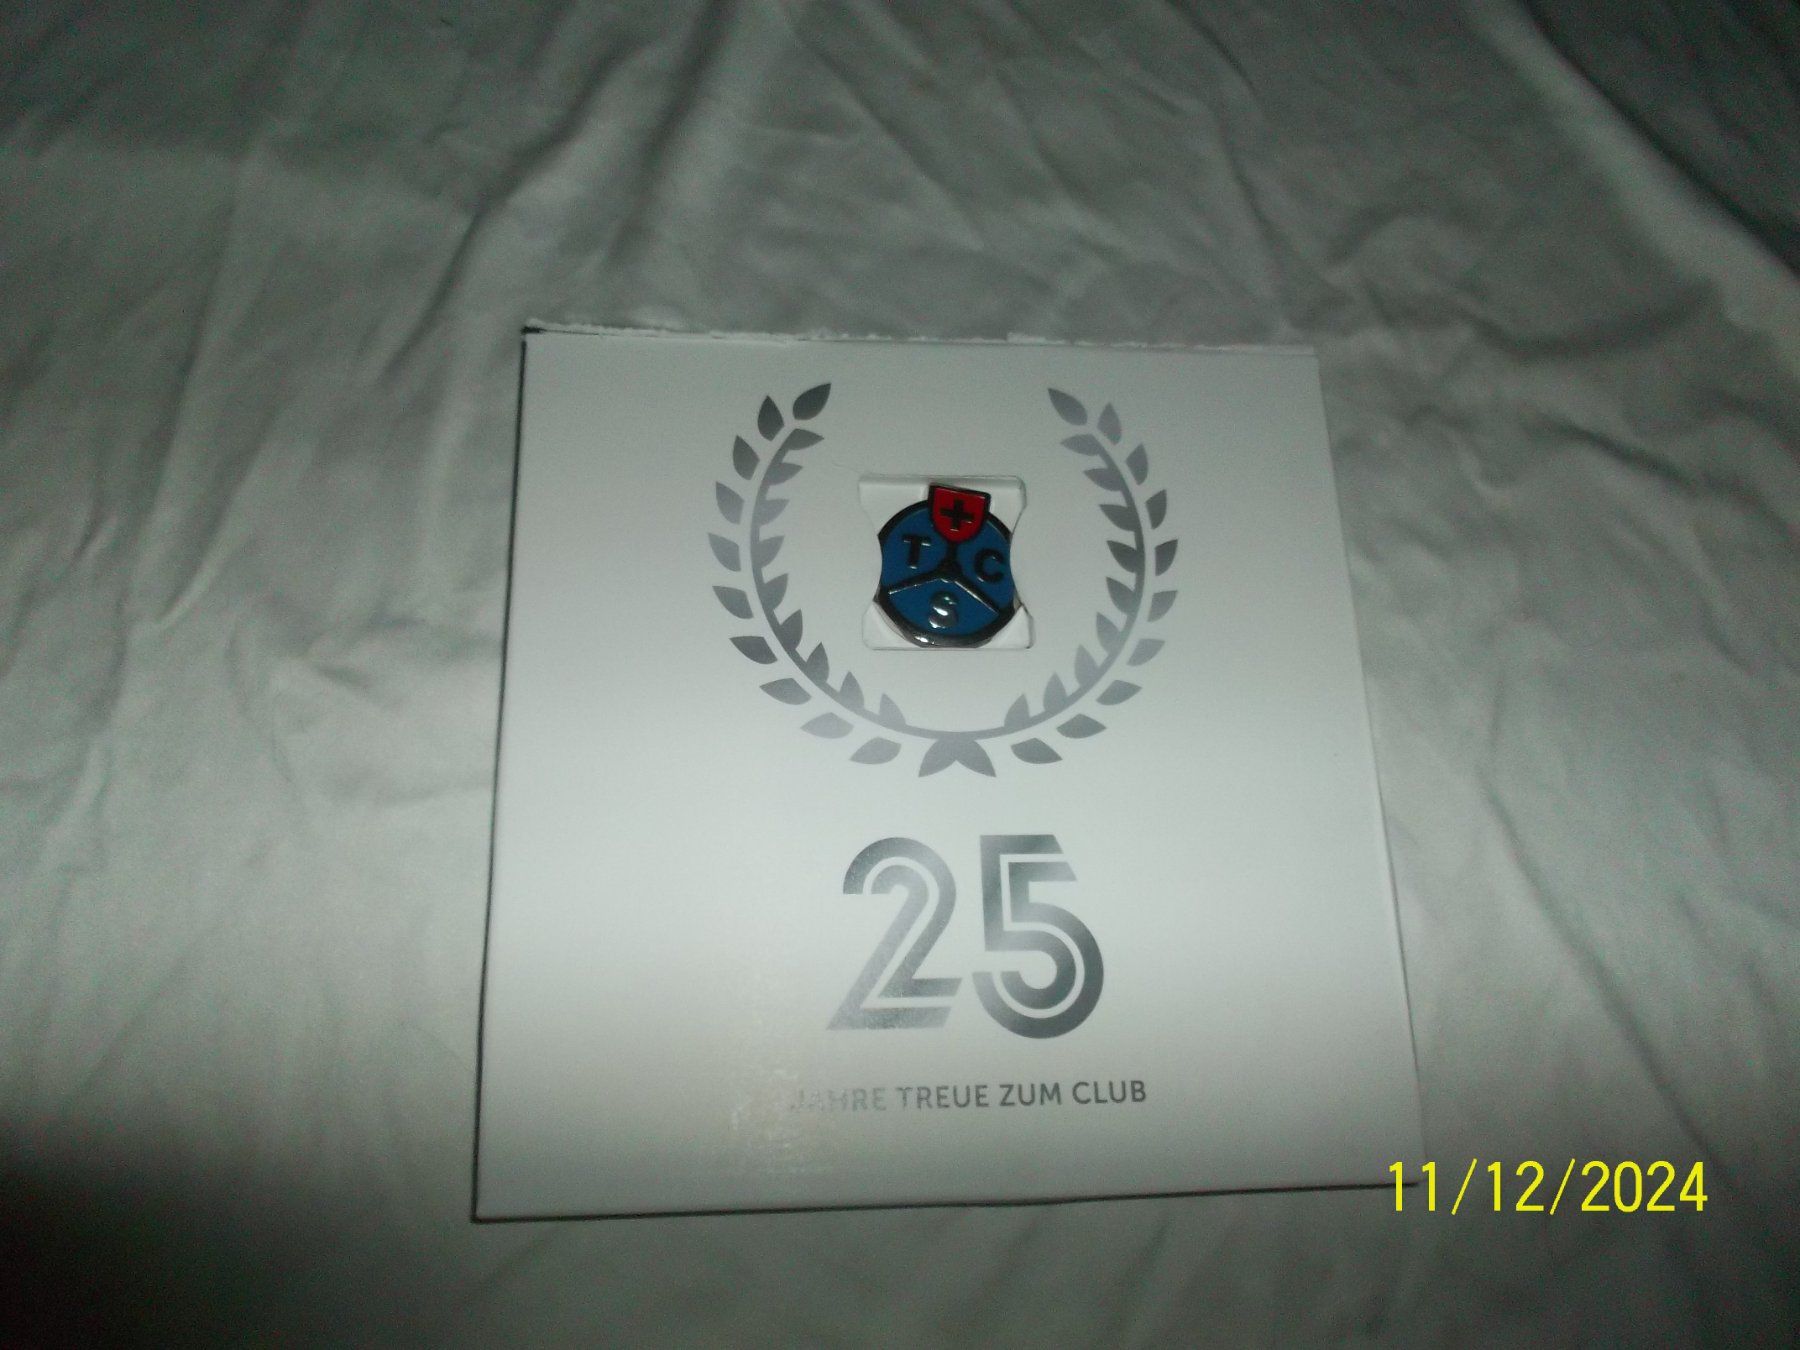 T C
S
25
JAHRE TREUE ZUM CLUB
11/12/2024